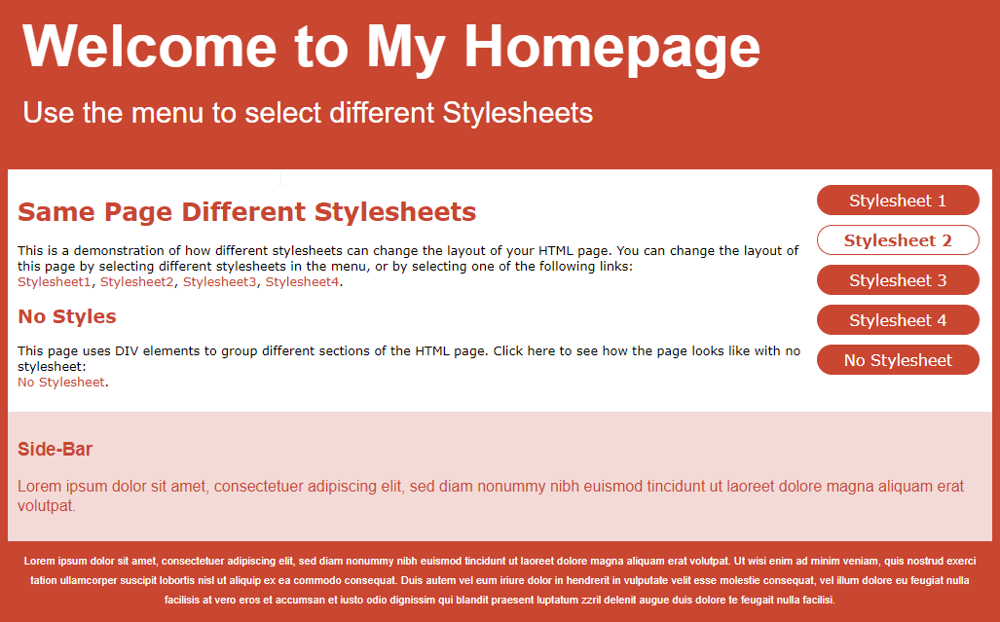 Welcome to My Homepage
Use the menu to select different Stylesheets
Same Page Different Stylesheets
This is a demonstration of how different stylesheets can change the layout of your HTML page. You can change the layout of
this page by selecting different stylesheets in the menu, or by selecting one of the following links:
Stylesheet1, Stylesheet2, Stylesheet3, Stylesheet4.
No Styles
This page uses DIV elements to group different sections of the HTML page. Click here to see how the page looks like with no
stylesheet:
No Stylesheet.
Stylesheet 1
Stylesheet 2
Stylesheet 3
Stylesheet 4
No Stylesheet
Side-Bar
Lorem ipsum dolor sit amet, consectetuer adipiscing elit, sed diam nonummy nibh euismod tincidunt ut laoreet dolore magna aliquam erat
volutpat.
Lorem ipsum dolor sit amet, consectetuer adipiscing elit, sed diam nonummy nibh euismod tincidunt ut laoreet dolore magna aliquam erat volutpat. Ut wisi enim ad minim veniam, quis nostrud exerci
tation ullamcorper suscipit lobortis nisl ut aliquip ex ea commodo consequat. Duis autem vel eum iriure dolor in hendrerit in vulputate velit esse molestie consequat, vel illum dolore eu feugiat nulla
facilisis at vero eros et accumsan et iusto odio dignissim qui blandit praesent luptatum zzril delenit augue duis dolore te feugait nulla facilisi.